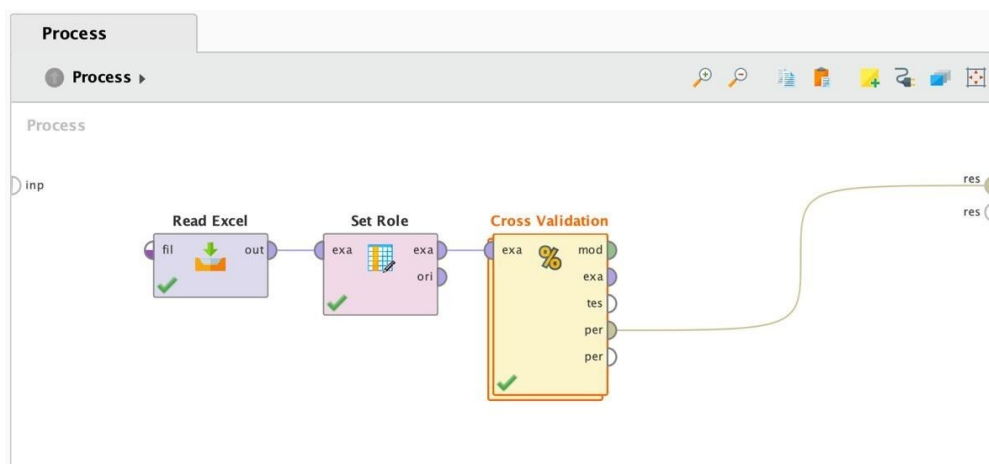 Process
Process
Process
inp
res
res
Read Excel
fil out
Set Role
exa exa
ori
Cross Validation
exa mod
exa
tes
per
per